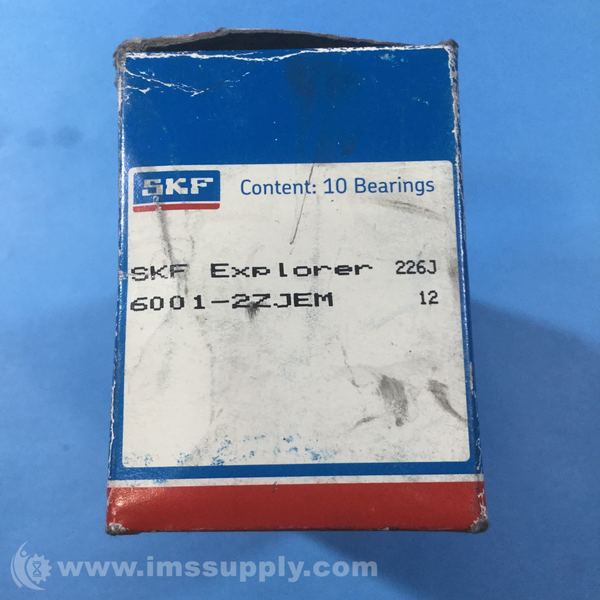 SKF Content: 10 Bearings
SKF Explorer 226J
6001-2ZJEM 12
www.imssupply.com